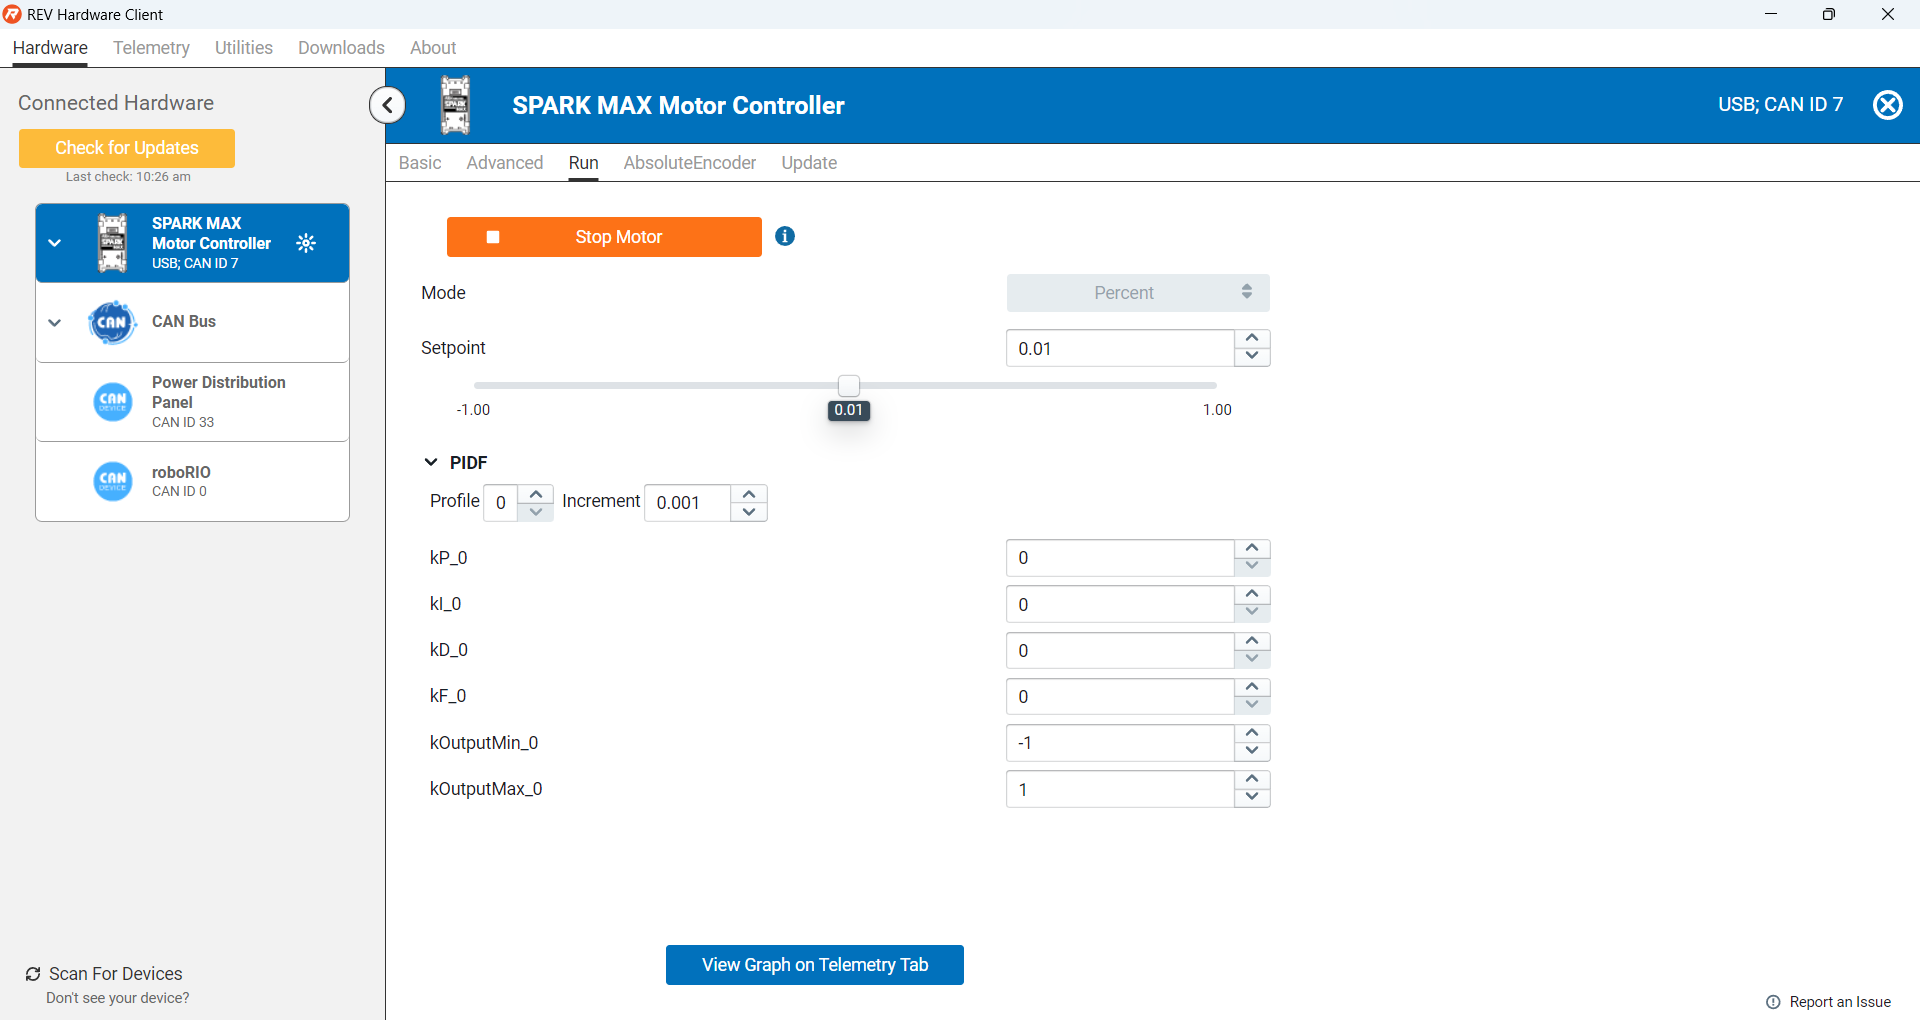 REV Hardware Client
Hardware Telemetry Utilities Downloads About
Connected Hardware
Check for Updates
Last check: 10:26 am
SPARK MAX
Motor Controller
USB; CAN ID 7
CAN
CAN Bus
CAN
DEVICE
Power Distribution
Panel
CAN ID 33
CAN
DEVICE
roboRIO
CAN ID 0
Scan For Devices
Don't see your device?
SPARK MAX Motor Controller
USB; CAN ID 7
Basic Advanced Run AbsoluteEncoder Update
Stop Motor
Mode Percent
Setpoint 0.01
-1.00 0.01 1.00
PIDF
Profile 0 Increment 0.001
kP_0 0
kI_0 0
kD_0 0
kF_0 0
kOutputMin_0 -1
kOutputMax_0 1
View Graph on Telemetry Tab
Report an Issue